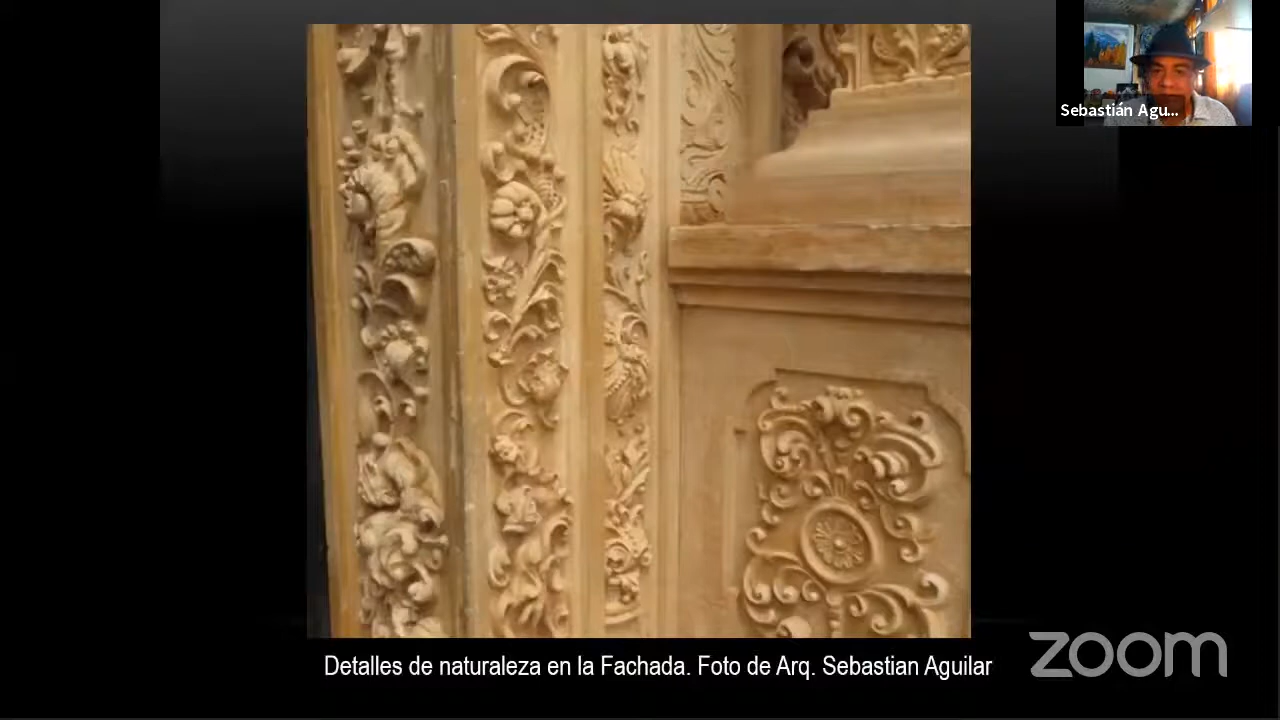 Sebastián Agu...
Detalles de naturaleza en la Fachada. Foto de Arq. Sebastian Aguilar
zoom